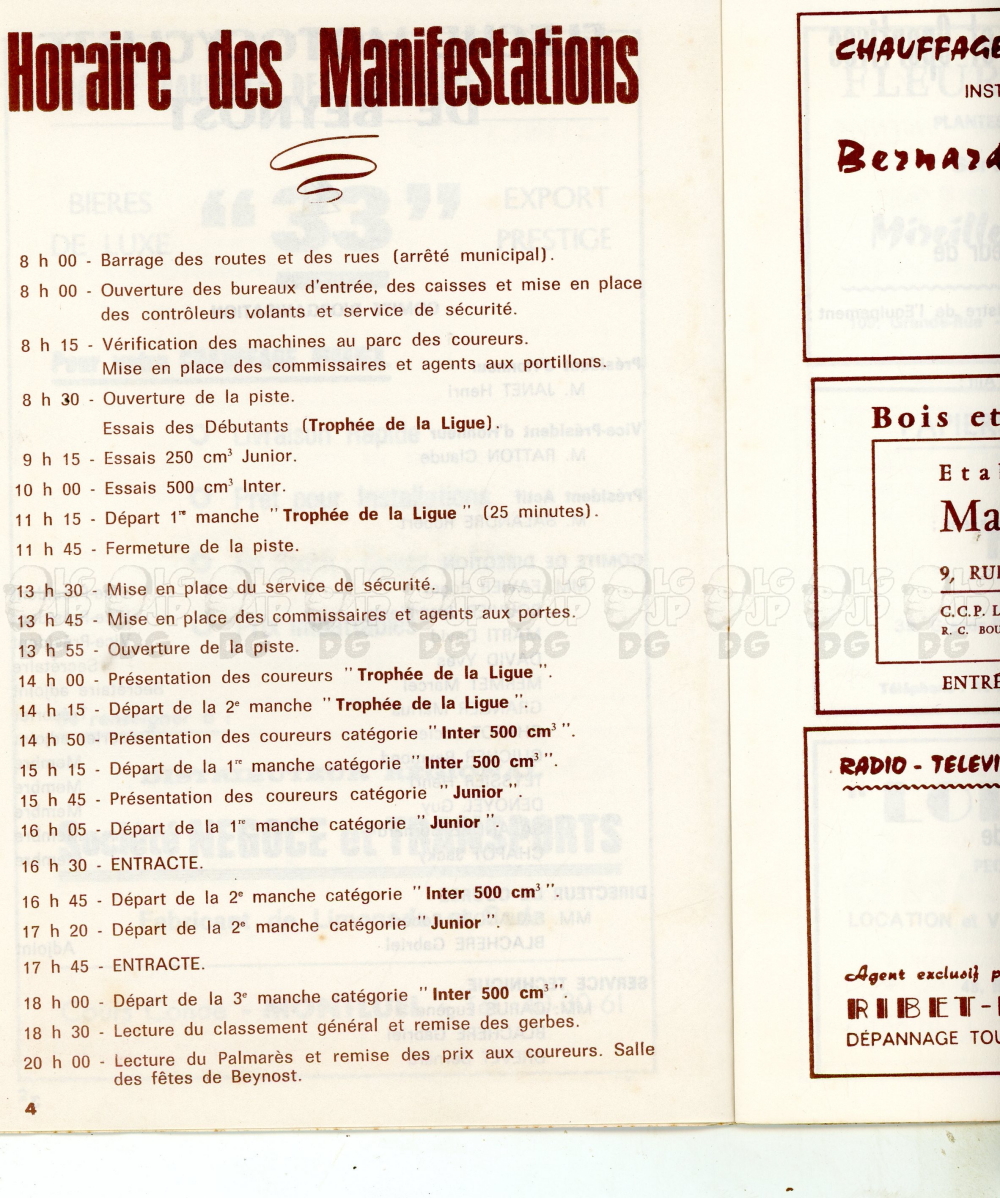 Horaire des Manifestations
8 h 00 - Barrage des routes et des rues (arrêté municipal).
8 h 00 - Ouverture des bureaux d'entrée, des caisses et mise en place
des contrôleurs volants et service de sécurité.
8 h 15 - Vérification des machines au parc des coureurs.
Mise en place des commissaires et agents aux portillons.
8 h 30 - Ouverture de la piste.
Essais des Débutants (Trophée de la Ligue).
9 h 15 - Essais 250 cm³ Junior.
10 h 00 - Essais 500 cm³ Inter.
11 h 15 - Départ 1re manche "Trophée de la Ligue" (25 minutes).
11 h 45 - Fermeture de la piste.
13 h 30 - Mise en place du service de sécurité.
13 h 45 - Mise en place des commissaires et agents aux portes.
13 h 55 - Ouverture de la piste.
14 h 00 - Présentation des coureurs "Trophée de la Ligue".
14 h 15 - Départ de la 2e manche "Trophée de la Ligue".
14 h 50 - Présentation des coureurs catégorie "Inter 500 cm³".
15 h 15 - Départ de la 1re manche catégorie "Inter 500 cm³".
15 h 45 - Présentation des coureurs catégorie "Junior".
16 h 05 - Départ de la 1re manche catégorie "Junior".
16 h 30 - ENTRACTE.
16 h 45 - Départ de la 2e manche catégorie "Inter 500 cm³".
17 h 20 - Départ de la 2e manche catégorie "Junior".
17 h 45 - ENTRACTE.
18 h 00 - Départ de la 3e manche catégorie "Inter 500 cm³".
18 h 30 - Lecture du classement général et remise des gerbes.
20 h 00 - Lecture du Palmarès et remise des prix aux coureurs. Salle
des fêtes de Beynost.
4
CHAUFFAGE
INST
Bernard
Bois et
Eta
Ma
9, RUE
C.C.P. L
R. C. BOU
ENTRÉ
RADIO - TELEVI
Agent exclusif p
RIBET-
DÉPANNAGE TOU